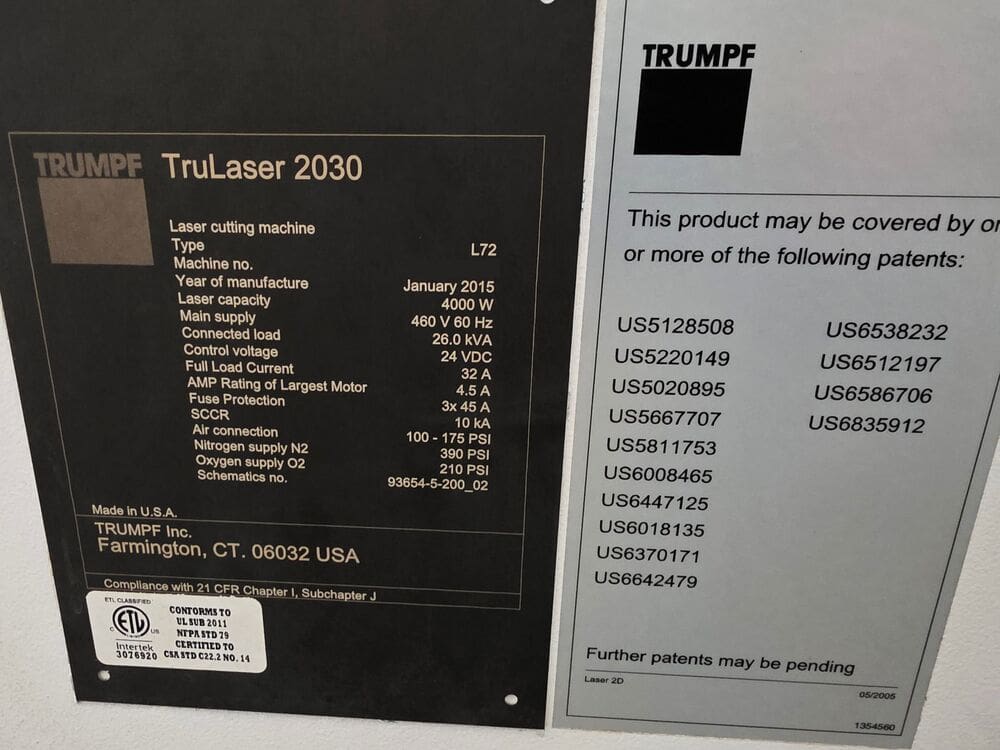 TRUMPF TruLaser 2030
Laser cutting machine
Type L72
Machine no.
Year of manufacture January 2015
Laser capacity 4000 W
Main supply 460 V 60 Hz
Connected load 26.0 kVA
Control voltage 24 VDC
Full Load Current 32 A
AMP Rating of Largest Motor 4.5 A
Fuse Protection 3x 45 A
SCCR 10 kA
Air connection 100 - 175 PSI
Nitrogen supply N2 390 PSI
Oxygen supply O2 210 PSI
Schematics no. 93654-5-200_02
Made in U.S.A.
TRUMPF Inc.
Farmington, CT. 06032 USA
Compliance with 21 CFR Chapter I, Subchapter J
ETL CLASSIFIED
C ETL US
Intertek
3076920
CONFORMS TO
UL SUB 2011
NFPA STD 79
CERTIFIED TO
CSA STD C22.2 NO. 14
TRUMPF
This product may be covered by or
or more of the following patents:
US5128508 US6538232
US5220149 US6512197
US5020895 US6586706
US5667707 US6835912
US5811753
US6008465
US6447125
US6018135
US6370171
US6642479
Further patents may be pending
Laser 2D
05/2005
1354560